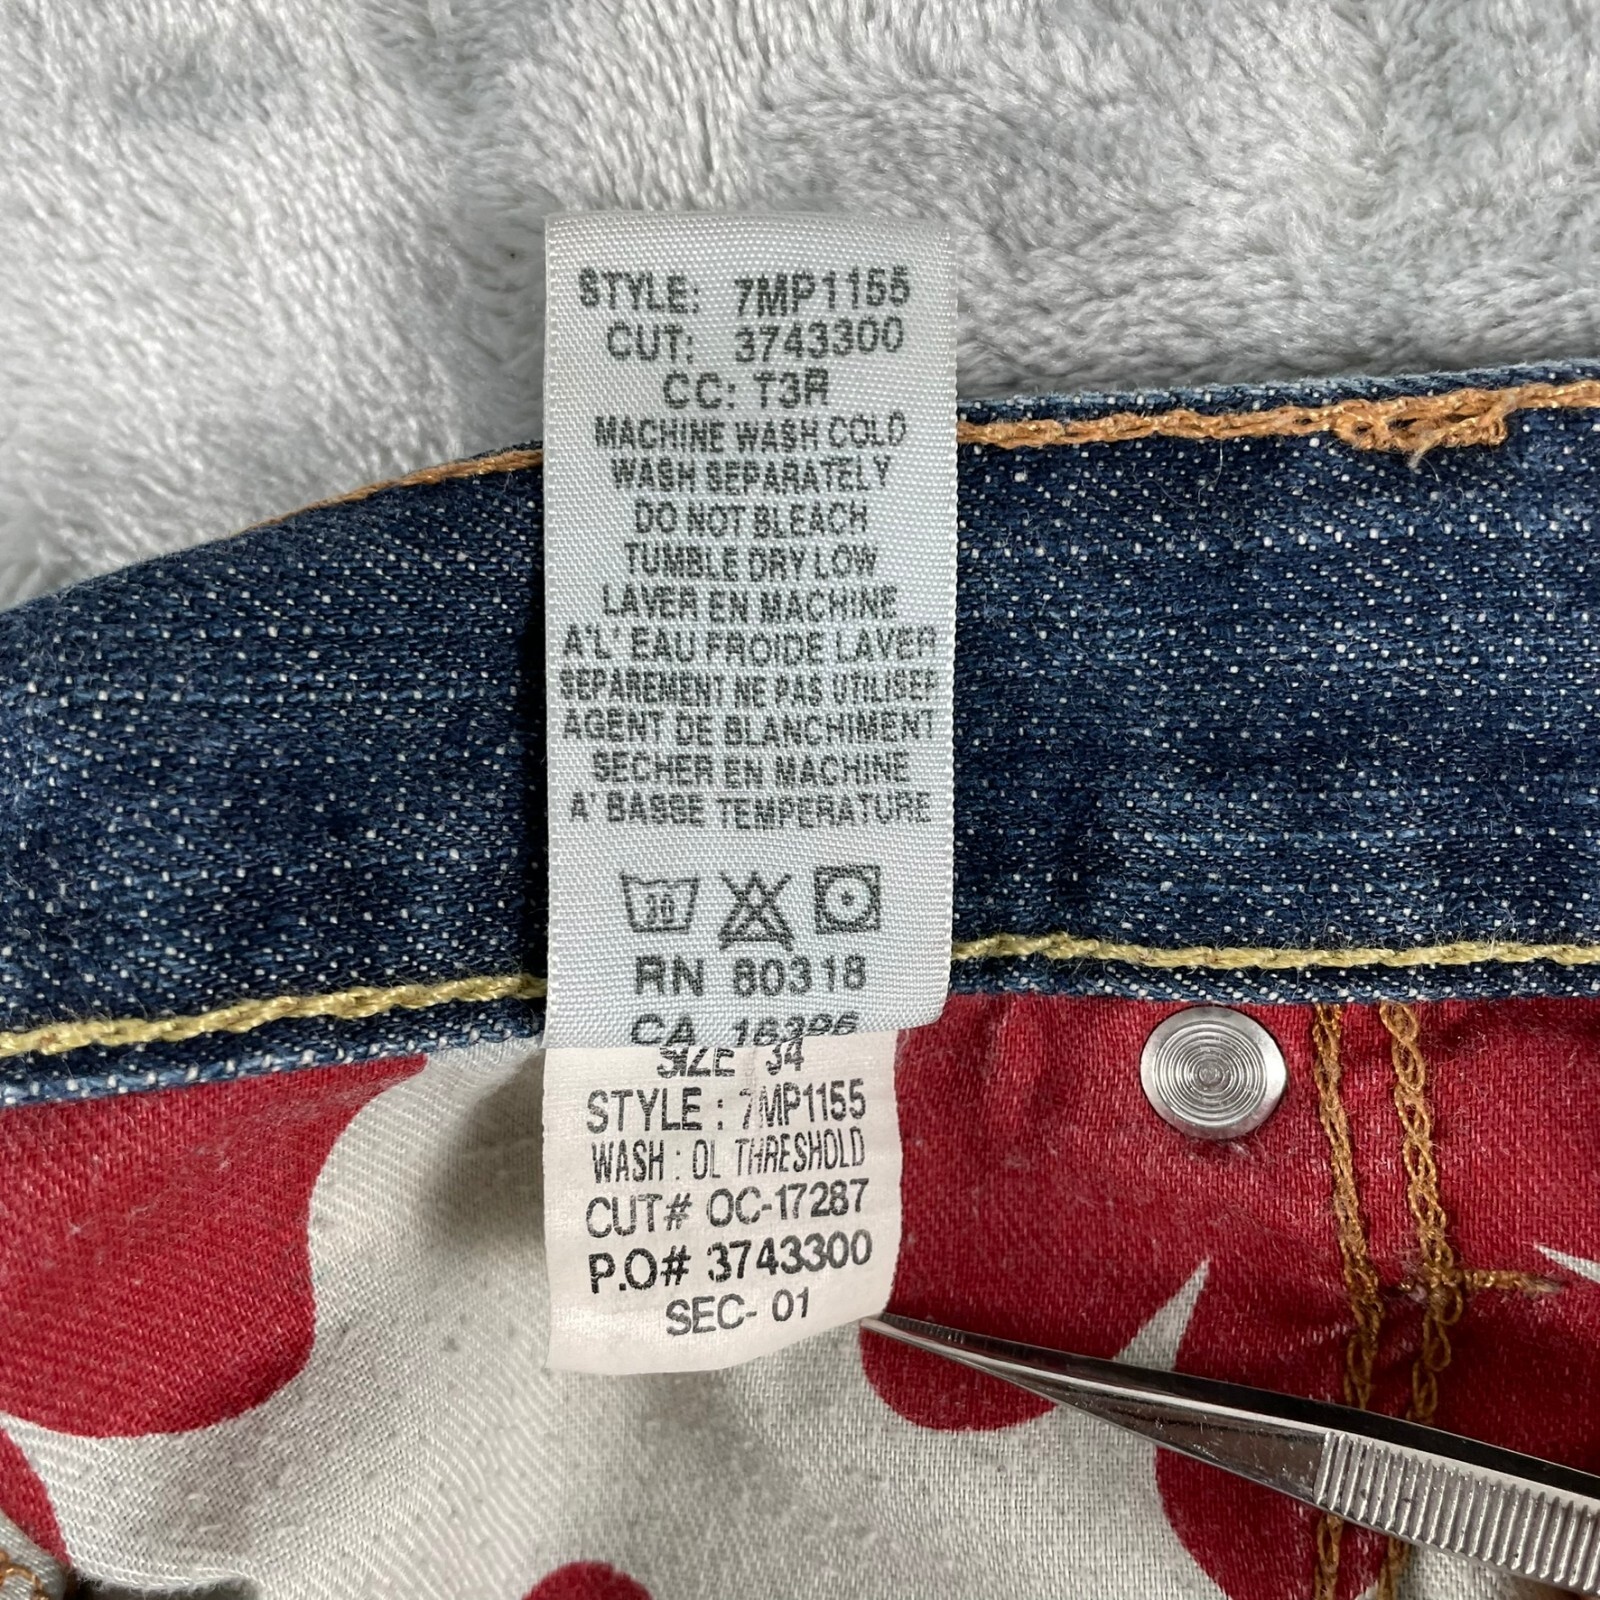 STYLE: 7MP1155
CUT: 3743300
CC: T3R
MACHINE WASH COLD
WASH SEPARATELY
DO NOT BLEACH
TUMBLE DRY LOW
LAVER EN MACHINE
A'L' EAU FROIDE LAVER
SEPAREMENT NE PAS UTILISER
AGENT DE BLANCHIMENT
SECHER EN MACHINE
A' BASSE TEMPERATURE
30
RN 80318
CA 16396
SIZE 34
STYLE : 7MP1155
WASH : OL THRESHOLD
CUT# OC-17287
P.O# 3743300
SEC- 01